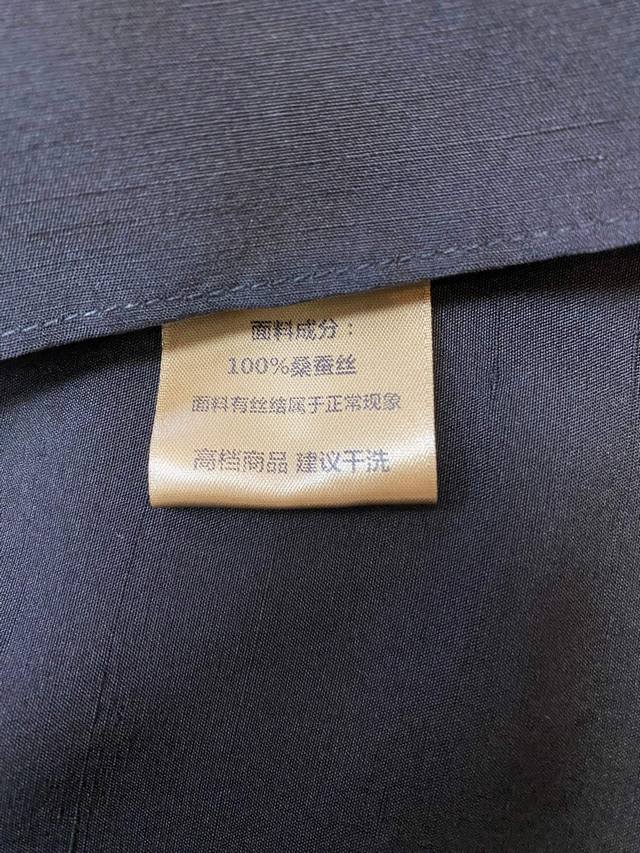 面料成分：
100%桑蚕丝
面料有丝结属于正常现象
高档商品 建议干洗